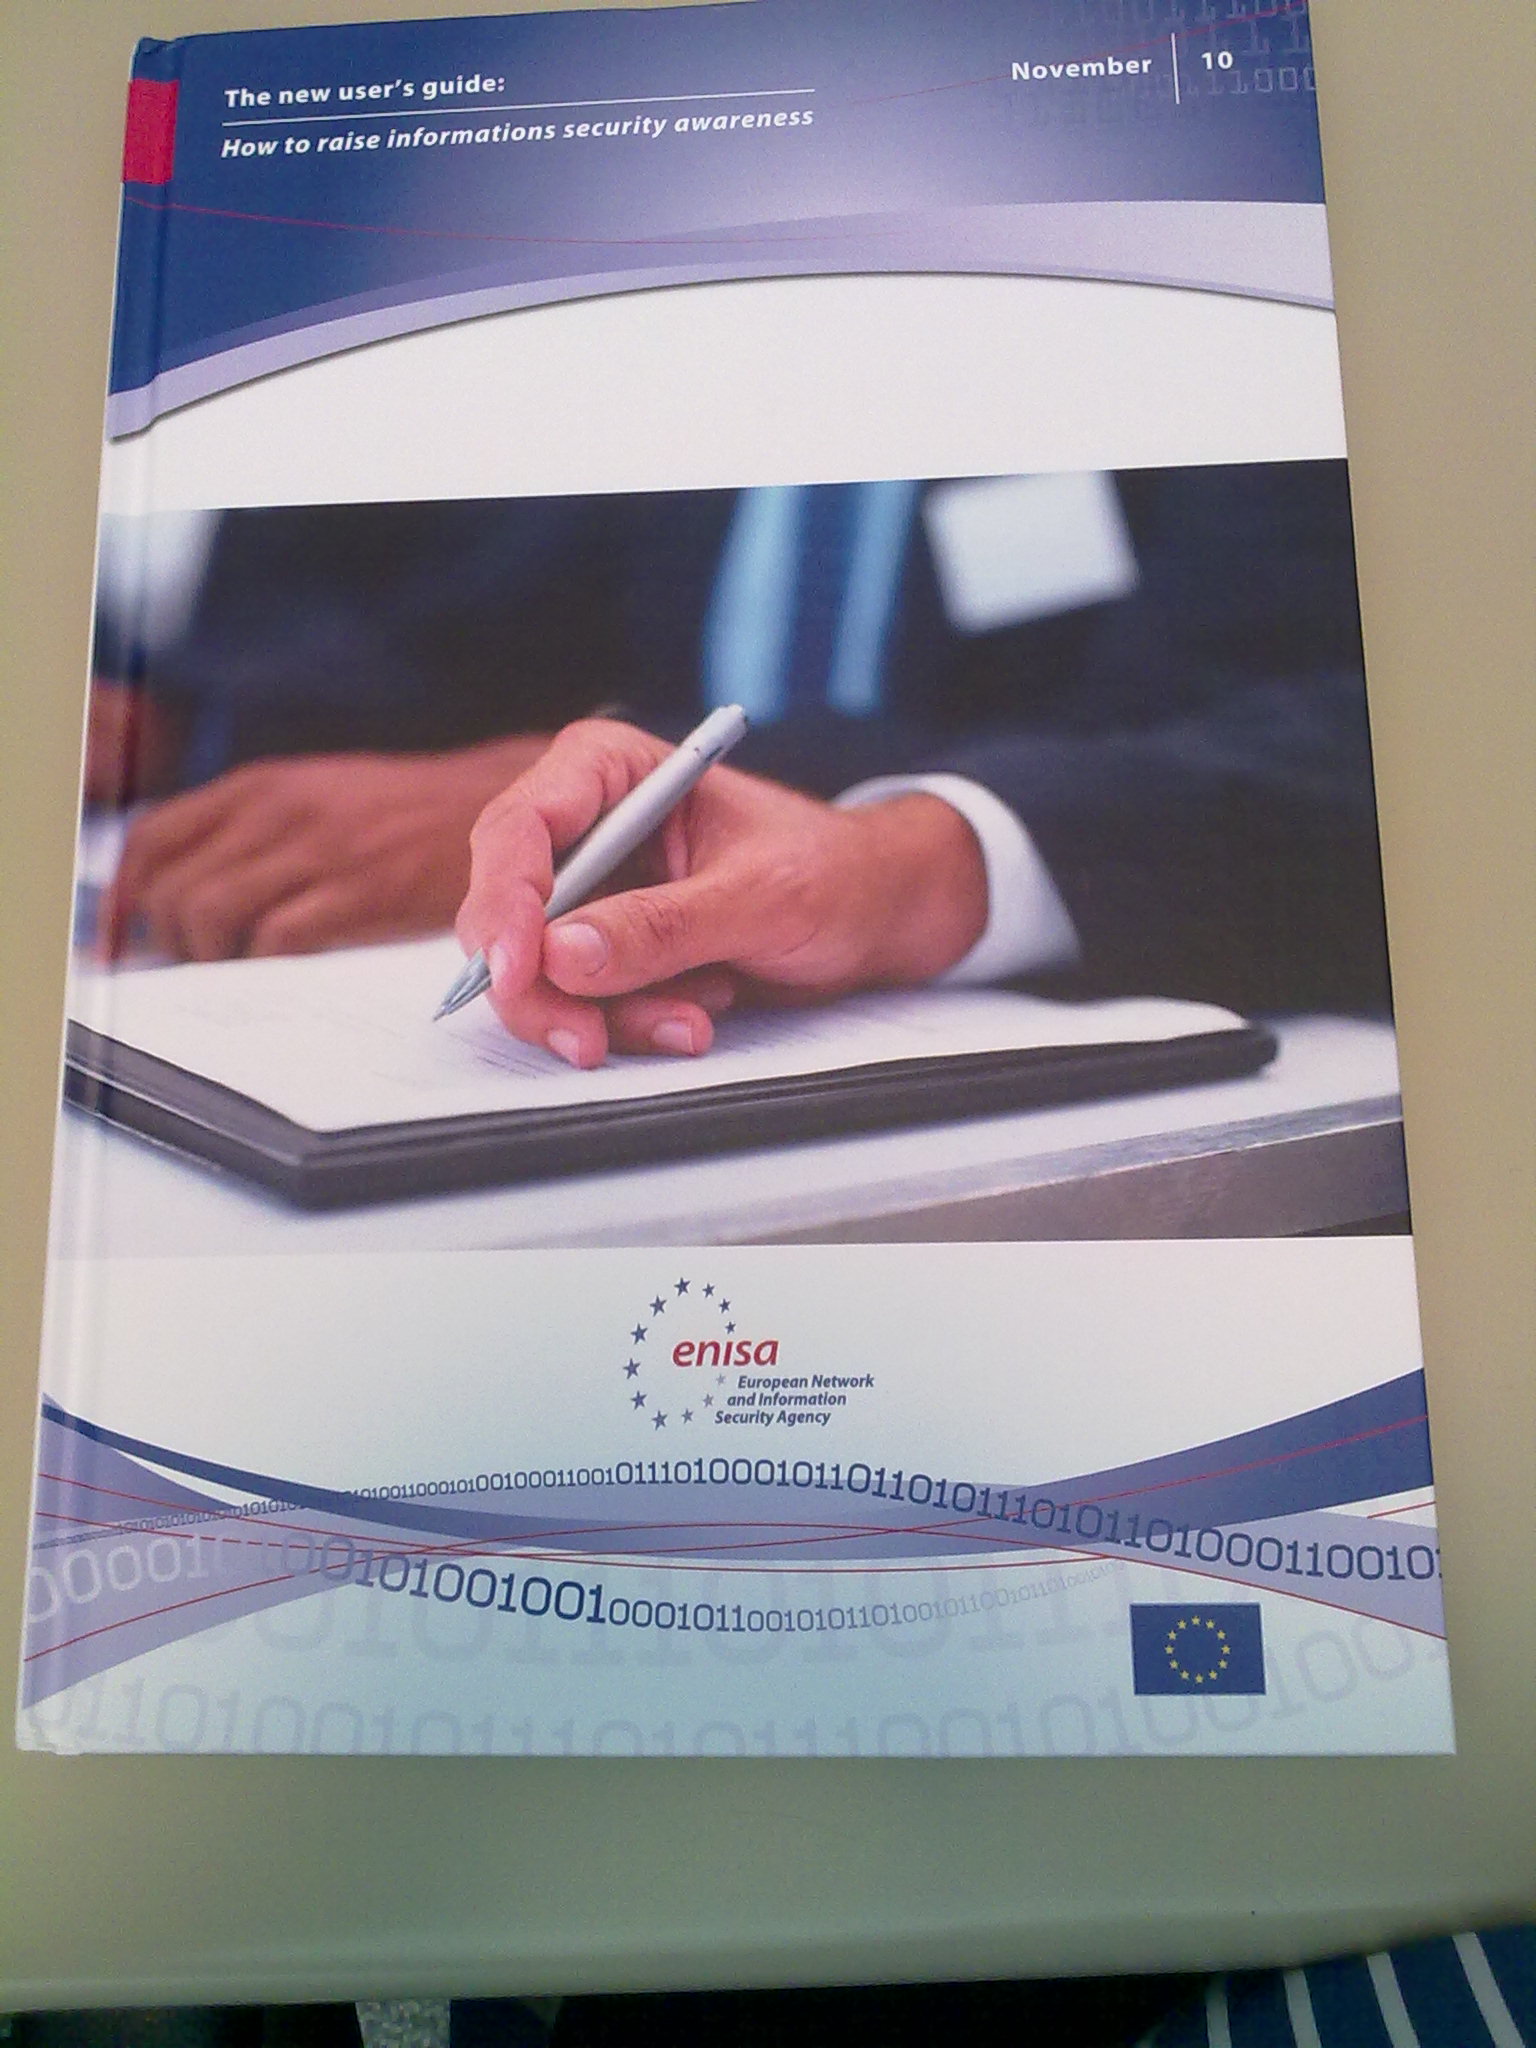 The new user's guide:
How to raise informations security awareness
November 10
enisa
European Network
and Information
Security Agency